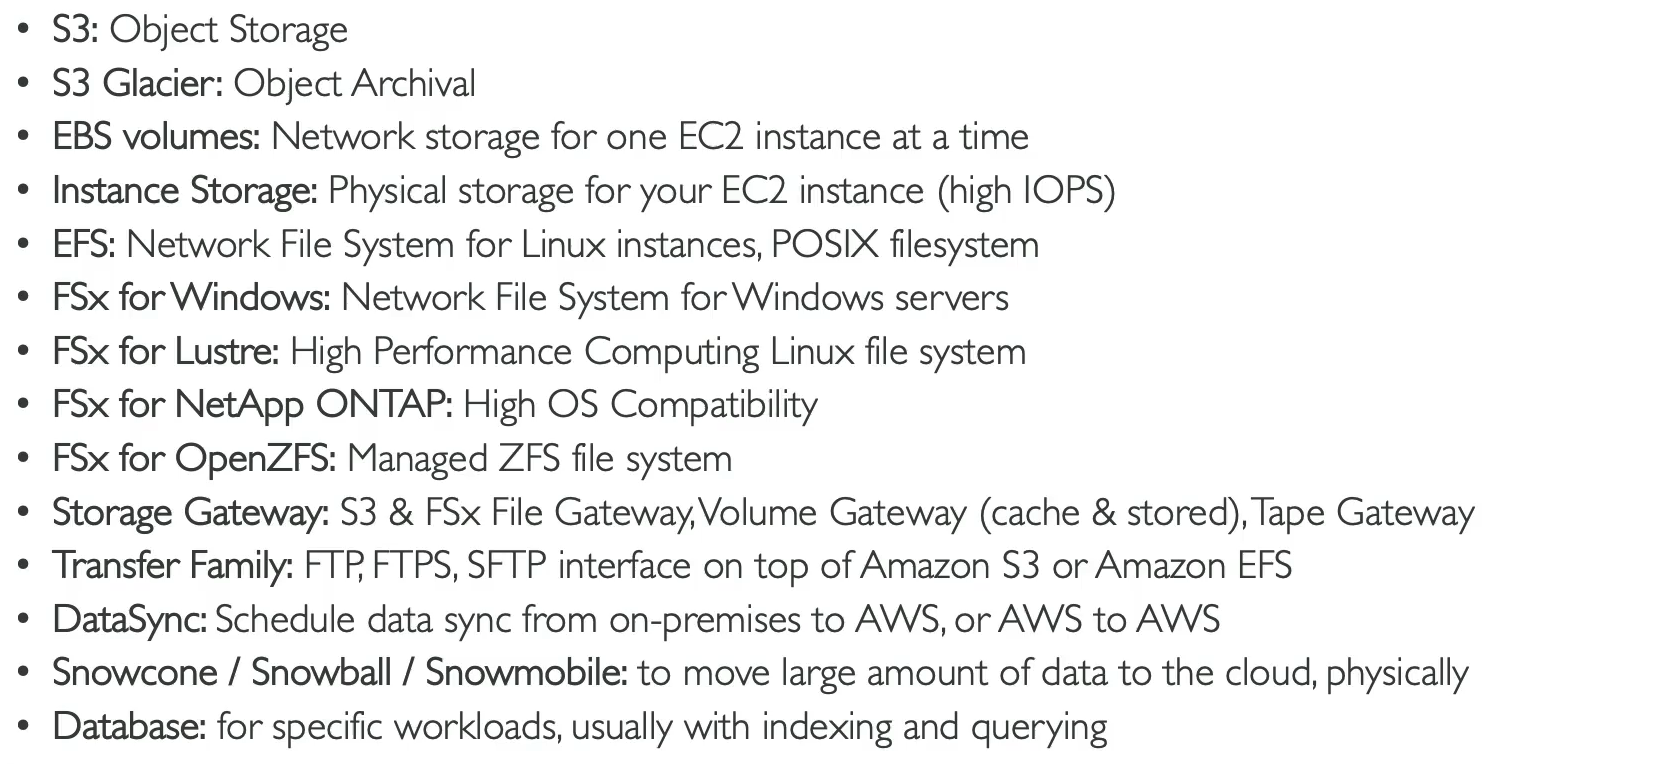 • S3: Object Storage
• S3 Glacier: Object Archival
• EBS volumes: Network storage for one EC2 instance at a time
• Instance Storage: Physical storage for your EC2 instance (high IOPS)
• EFS: Network File System for Linux instances, POSIX filesystem
• FSx for Windows: Network File System for Windows servers
• FSx for Lustre: High Performance Computing Linux file system
• FSx for NetApp ONTAP: High OS Compatibility
• FSx for OpenZFS: Managed ZFS file system
• Storage Gateway: S3 & FSx File Gateway, Volume Gateway (cache & stored), Tape Gateway
• Transfer Family: FTP, FTPS, SFTP interface on top of Amazon S3 or Amazon EFS
• DataSync: Schedule data sync from on-premises to AWS, or AWS to AWS
• Snowcone / Snowball / Snowmobile: to move large amount of data to the cloud, physically
• Database: for specific workloads, usually with indexing and querying